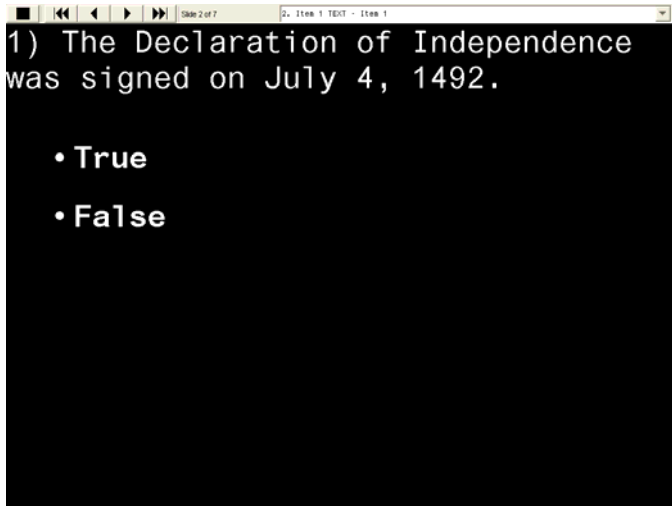 Slide 2 of 7
2. Item 1 TEXT - Item 1
1) The Declaration of Independence
was signed on July 4, 1492.
• True
• False